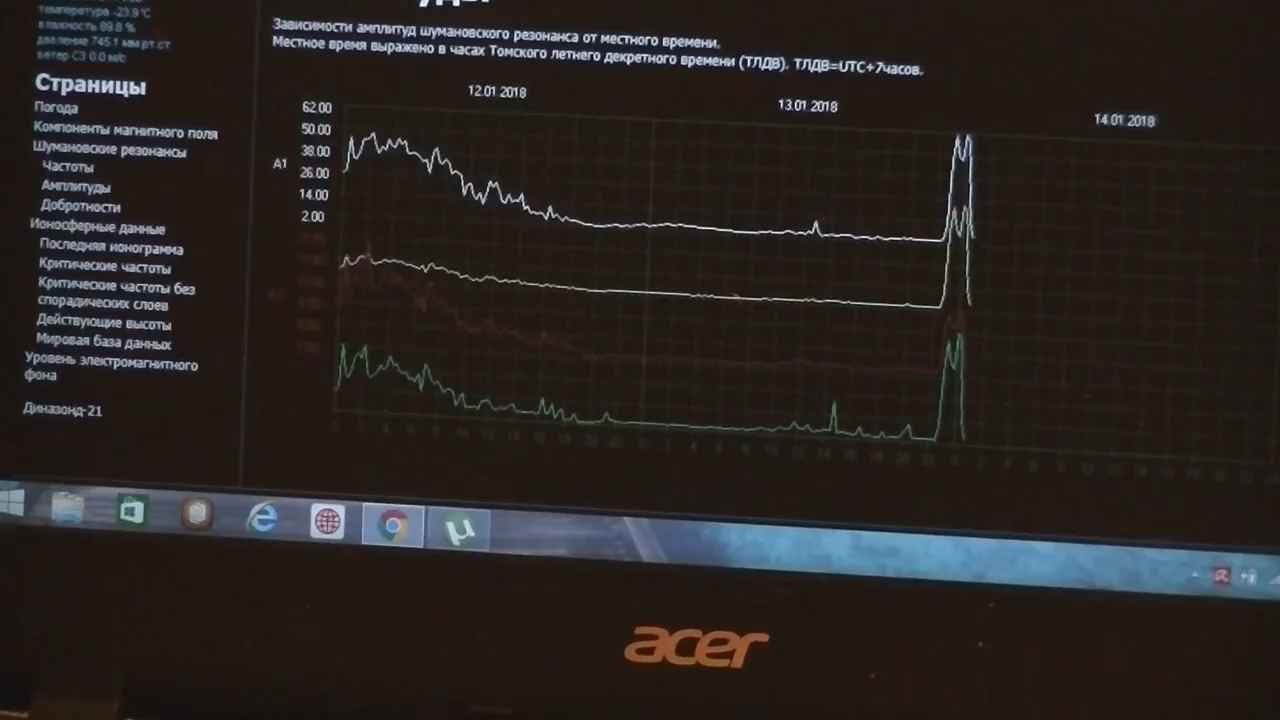 температура -23.9°C
влажность 89.8 %
давление 745.1 мм.рт.ст
ветер СЗ 0.0 м/с
Страницы
Погода
Компоненты магнитного поля
Шумановские резонансы
Частоты
Амплитуды
Добротности
Ионосферные данные
Последняя ионограмма
Критические частоты
Критические частоты без
спорадических слоев
Действующие высоты
Мировая база данных
Уровень электромагнитного
фона
Диназонд-21
Зависимости амплитуд шумановского резонанса от местного времени.
Местное время выражено в часах Томского летнего декретного времени (ТЛДВ). ТЛДВ=UTC+7часов.
12.01 2018
13.01 2018
14.01 2018
A1
62.00
50.00
38.00
26.00
14.00
2.00
acer